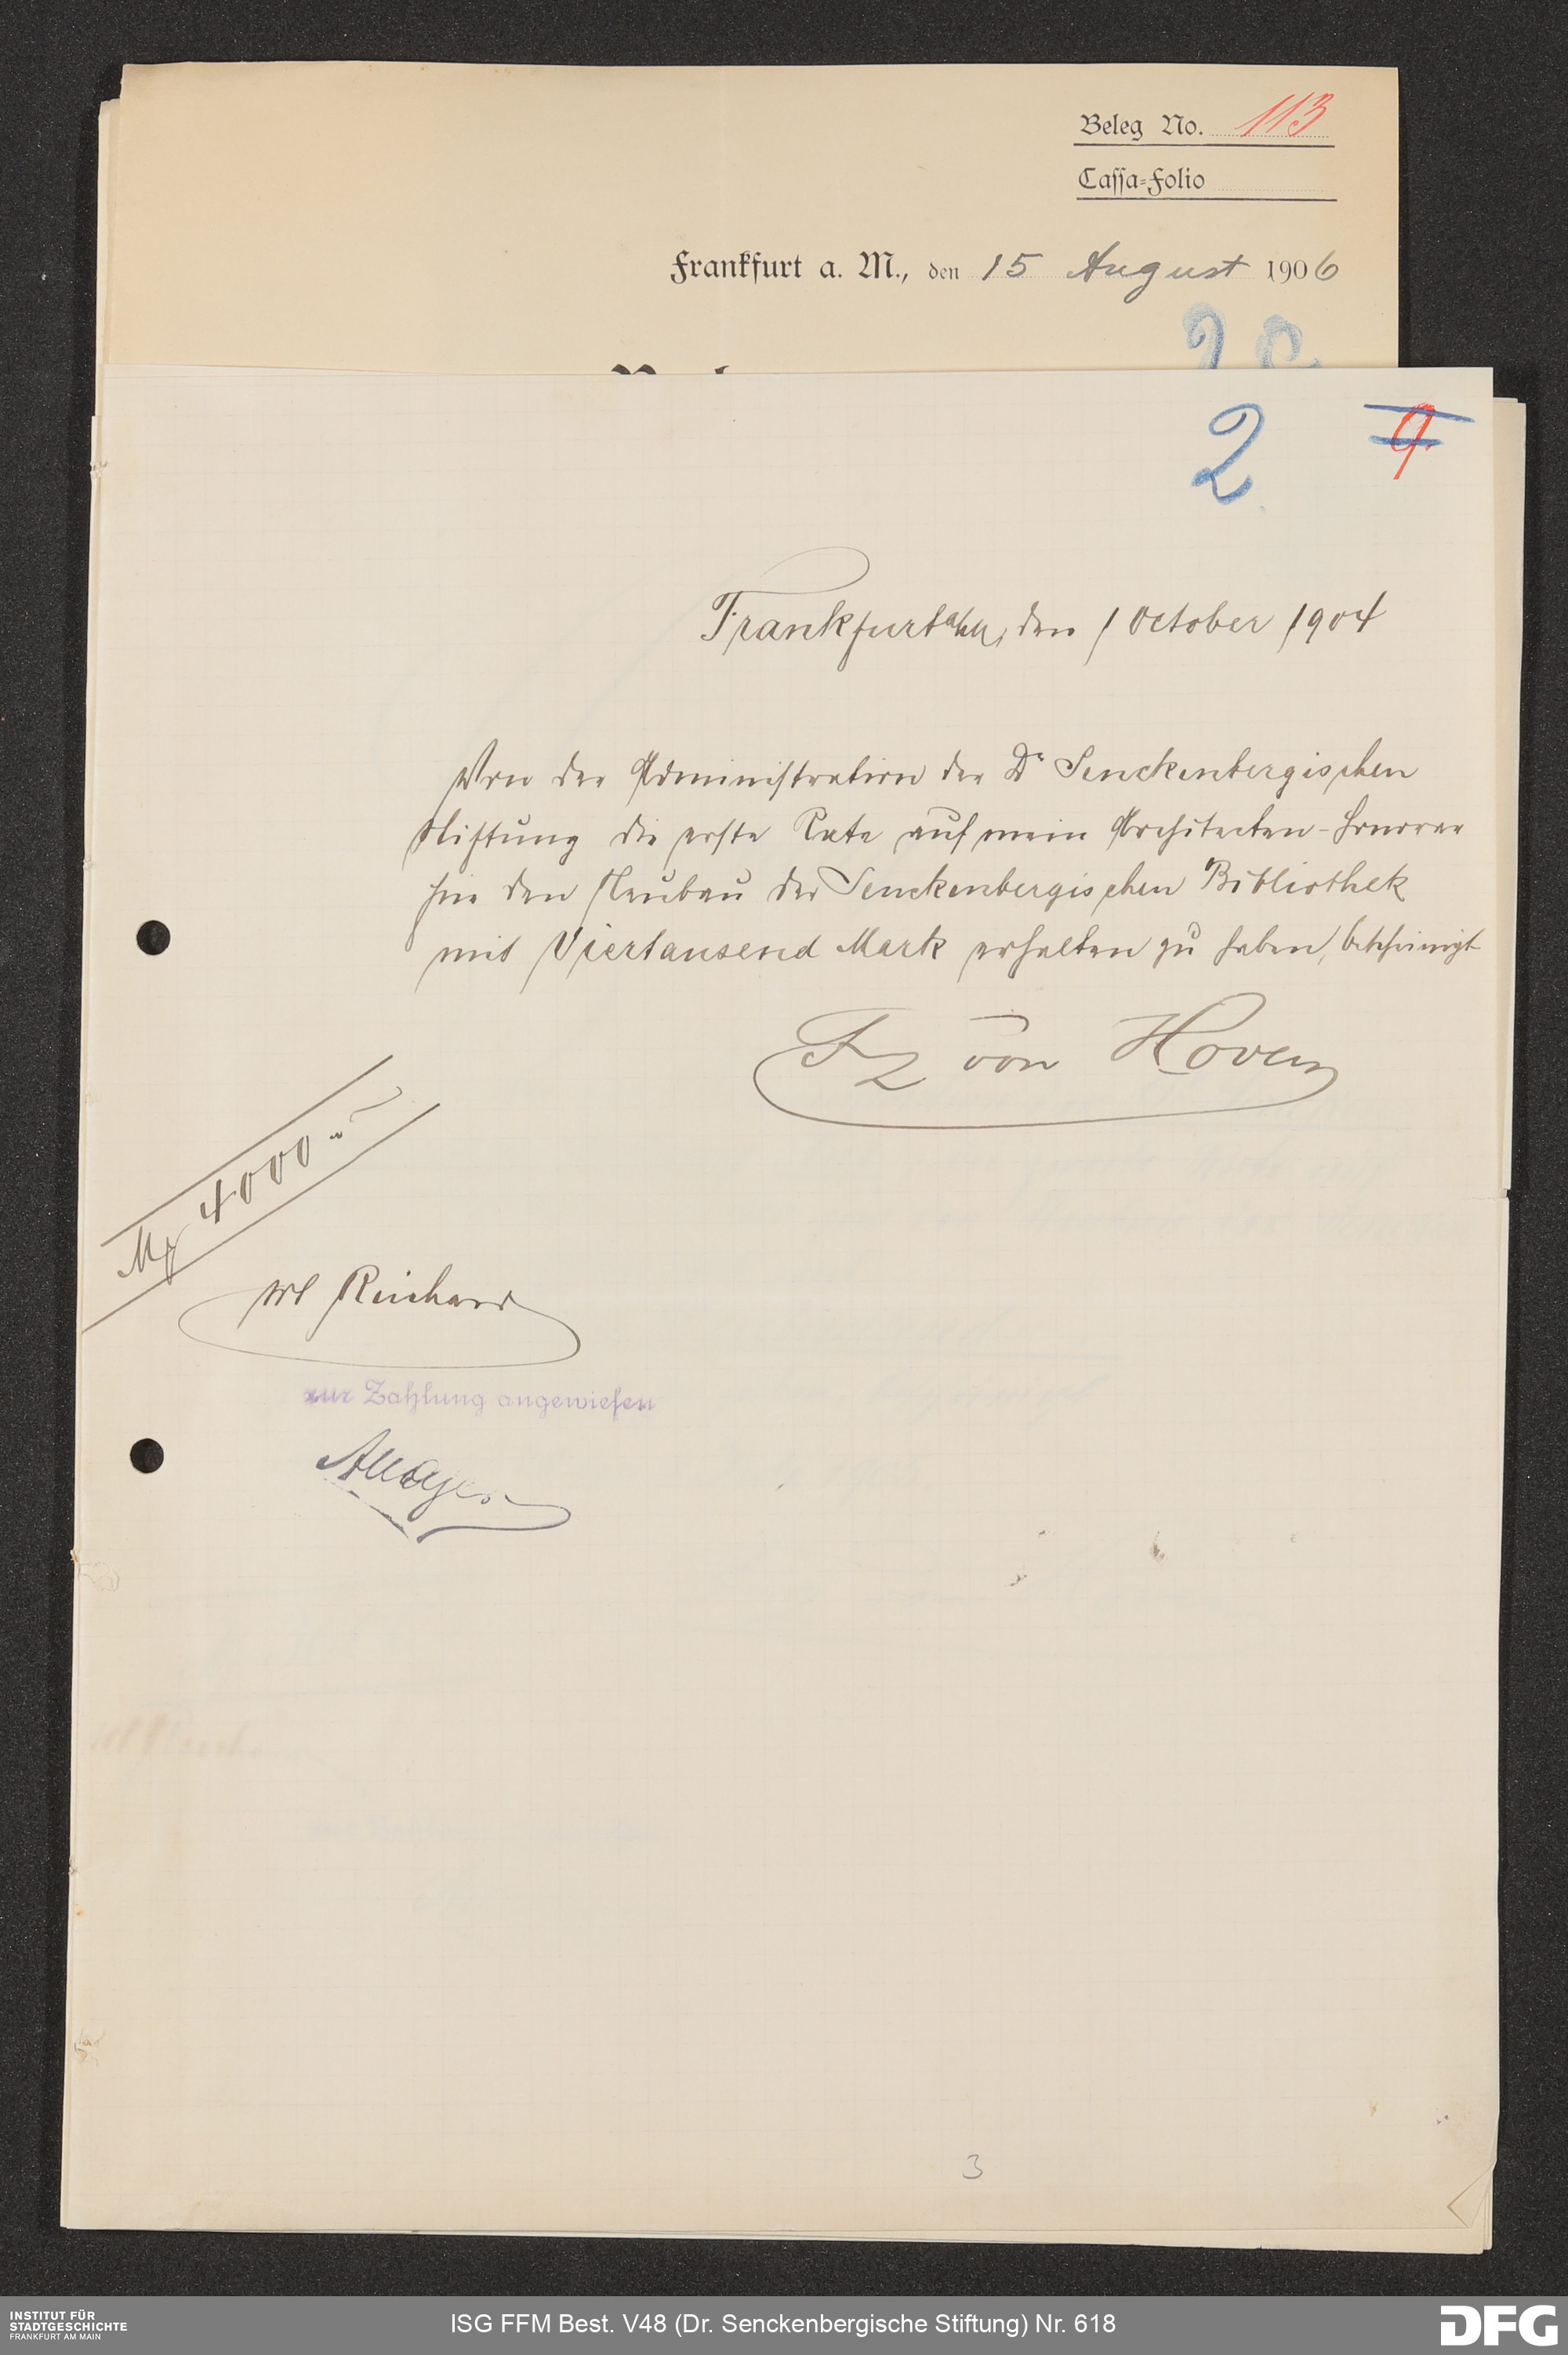 Beleg No. 113
Cassa-Folio
Frankfurt a. M., den 15 August 1906
2 9
Frankfurt a/M, den 1 October 1904
Von der Administration der Dr Senckenbergischen
Stiftung die erste Rate auf mein Architecten-Honorar
für den Neubau der Senckenbergischen Bibliothek
mit Viertausend Mark erhalten zu haben, bescheinigt
Fz von Hoven
M 4000
Reichard
zur Zahlung angewiesen
3
INSTITUT FÜR
STADTGESCHICHTE
FRANKFURT AM MAIN
ISG FFM Best. V48 (Dr. Senckenbergische Stiftung) Nr. 618
DFG